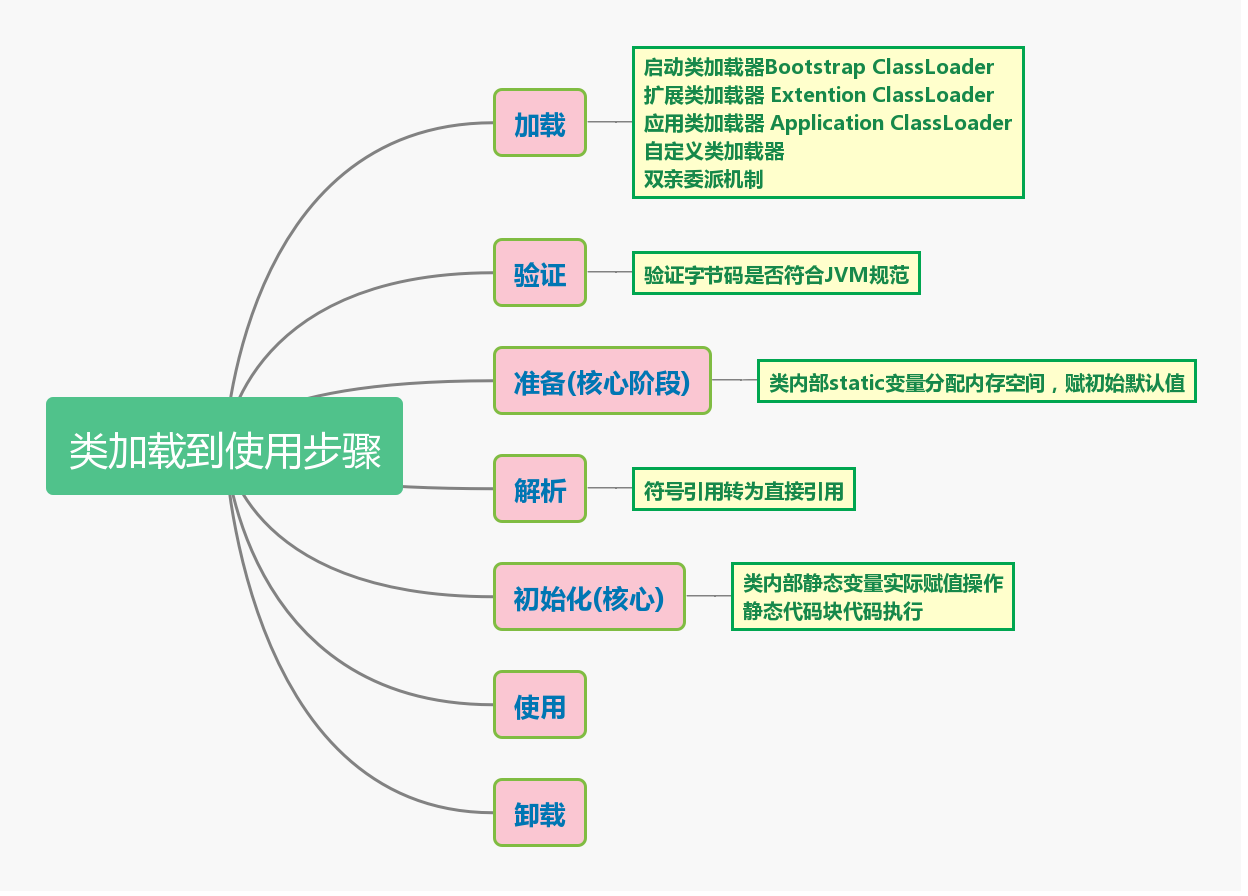 类加载到使用步骤
加载
启动类加载器Bootstrap ClassLoader
扩展类加载器 Extention ClassLoader
应用类加载器 Application ClassLoader
自定义类加载器
双亲委派机制
验证
验证字节码是否符合JVM规范
准备(核心阶段)
类内部static变量分配内存空间，赋初始默认值
解析
符号引用转为直接引用
初始化(核心)
类内部静态变量实际赋值操作
静态代码块代码执行
使用
卸载